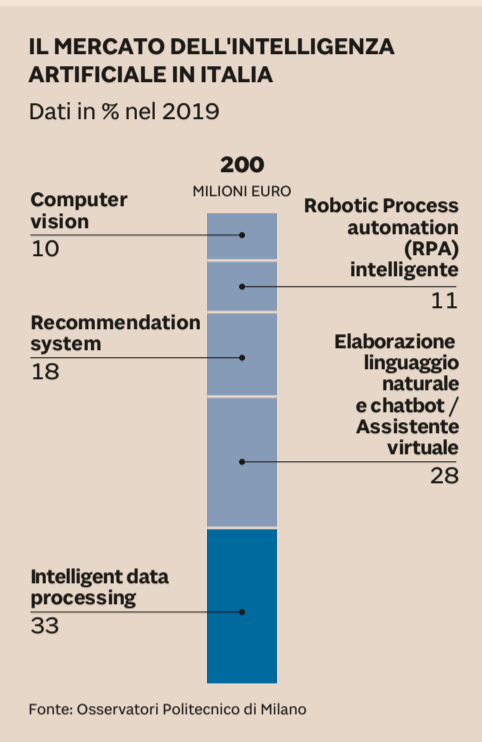 IL MERCATO DELL'INTELLIGENZA
ARTIFICIALE IN ITALIA
Dati in % nel 2019
200
MILIONI EURO
Computer
vision
10
Robotic Process
automation
(RPA)
intelligente
11
Recommendation
system
18
Elaborazione
linguaggio
naturale
e chatbot /
Assistente
virtuale
28
Intelligent data
processing
33
Fonte: Osservatori Politecnico di Milano